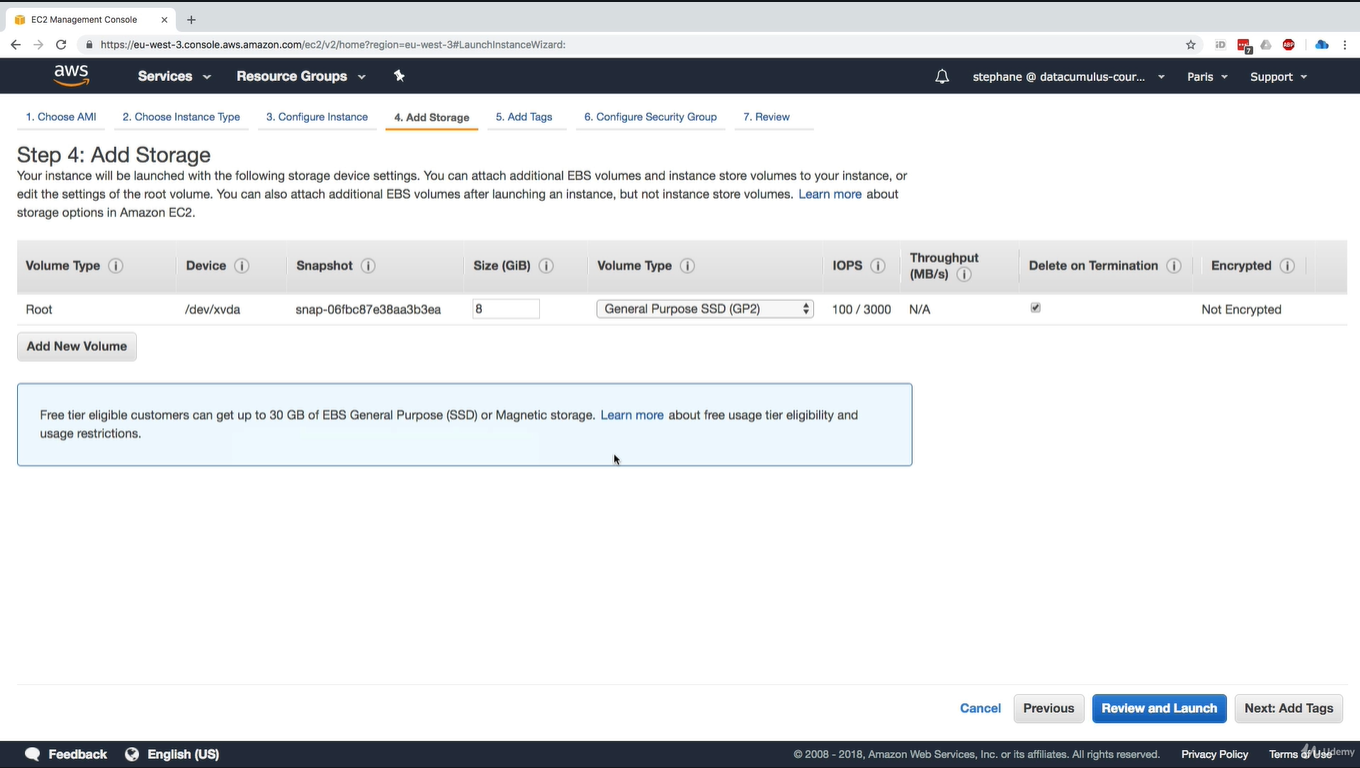 EC2 Management Console
https://eu-west-3.console.aws.amazon.com/ec2/v2/home?region=eu-west-3#LaunchInstanceWizard:
iD
7
ABP
aws
Services
Resource Groups
stephane @ datacumulus-cour...
Paris
Support
1. Choose AMI
2. Choose Instance Type
3. Configure Instance
4. Add Storage
5. Add Tags
6. Configure Security Group
7. Review
Step 4: Add Storage
Your instance will be launched with the following storage device settings. You can attach additional EBS volumes and instance store volumes to your instance, or
edit the settings of the root volume. You can also attach additional EBS volumes after launching an instance, but not instance store volumes. Learn more about
storage options in Amazon EC2.
Volume Type i
Device i
Snapshot i
Size (GiB) i
Volume Type i
IOPS i
Throughput
(MB/s) i
Delete on Termination i
Encrypted i
Root
/dev/xvda
snap-06fbc87e38aa3b3ea
8
General Purpose SSD (GP2)
100 / 3000
N/A
Not Encrypted
Add New Volume
Free tier eligible customers can get up to 30 GB of EBS General Purpose (SSD) or Magnetic storage. Learn more about free usage tier eligibility and
usage restrictions.
Cancel
Previous
Review and Launch
Next: Add Tags
Feedback
English (US)
© 2008 - 2018, Amazon Web Services, Inc. or its affiliates. All rights reserved.
Privacy Policy
Terms of Use
Udemy